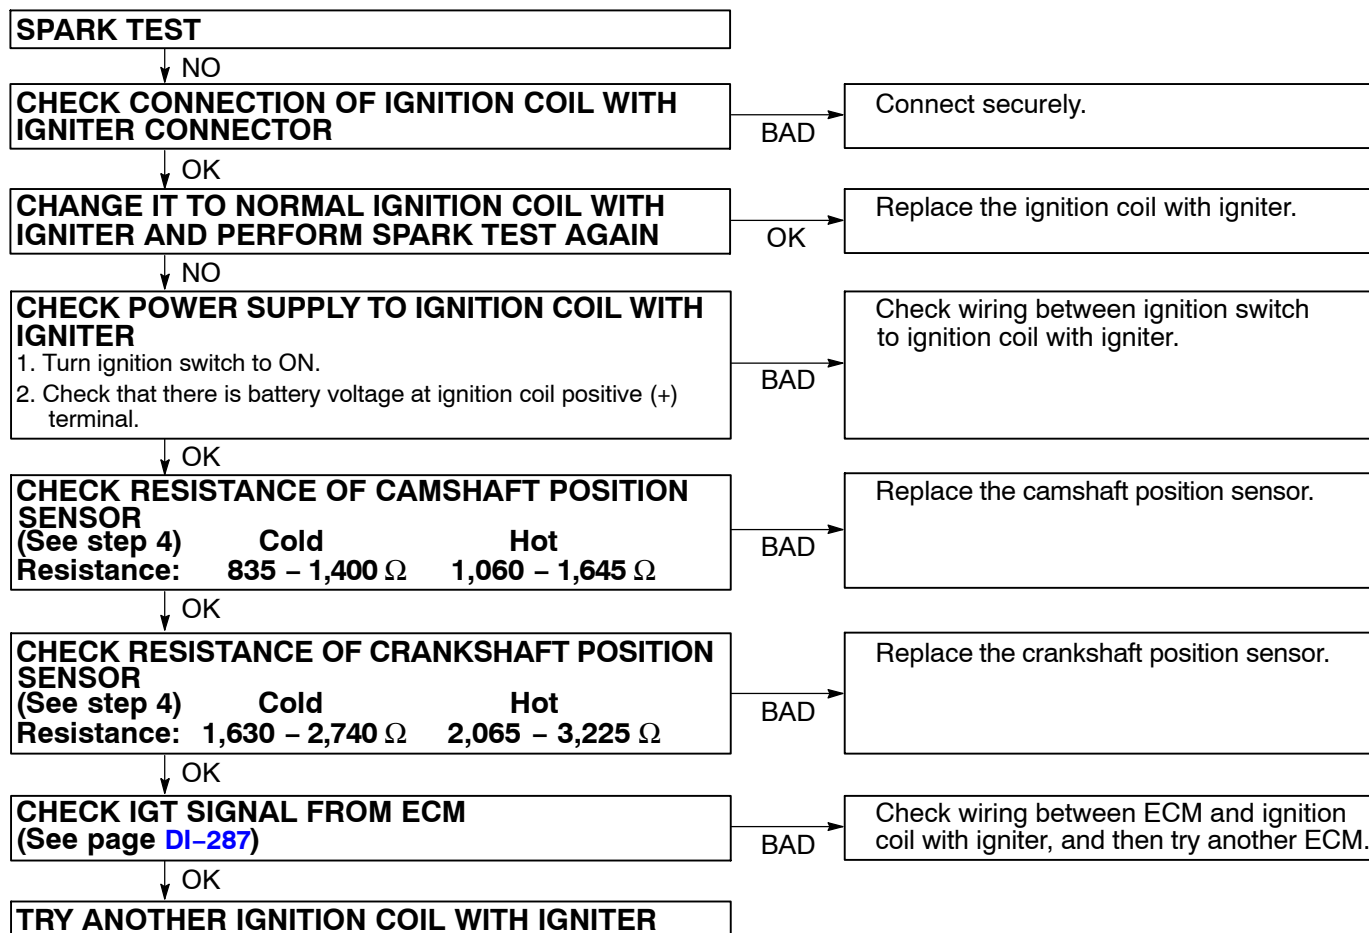 SPARK TEST
NO
CHECK CONNECTION OF IGNITION COIL WITH
IGNITER CONNECTOR
BAD
Connect securely.
OK
CHANGE IT TO NORMAL IGNITION COIL WITH
IGNITER AND PERFORM SPARK TEST AGAIN
OK
Replace the ignition coil with igniter.
NO
CHECK POWER SUPPLY TO IGNITION COIL WITH
IGNITER
1. Turn ignition switch to ON.
2. Check that there is battery voltage at ignition coil positive (+)
terminal.
BAD
Check wiring between ignition switch
to ignition coil with igniter.
OK
CHECK RESISTANCE OF CAMSHAFT POSITION
SENSOR
(See step 4) Cold Hot
Resistance: 835 – 1,400 Ω 1,060 – 1,645 Ω
BAD
Replace the camshaft position sensor.
OK
CHECK RESISTANCE OF CRANKSHAFT POSITION
SENSOR
(See step 4) Cold Hot
Resistance: 1,630 – 2,740 Ω 2,065 – 3,225 Ω
BAD
Replace the crankshaft position sensor.
OK
CHECK IGT SIGNAL FROM ECM
(See page DI–287)
BAD
Check wiring between ECM and ignition
coil with igniter, and then try another ECM.
OK
TRY ANOTHER IGNITION COIL WITH IGNITER